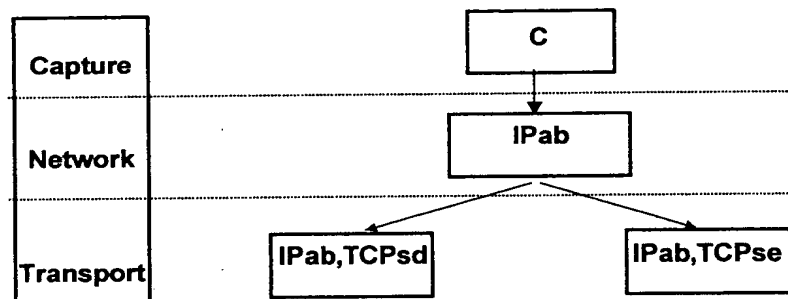 C
Capture
IPab
Network
IPab,TCPsd
IPab,TCPse
Transport